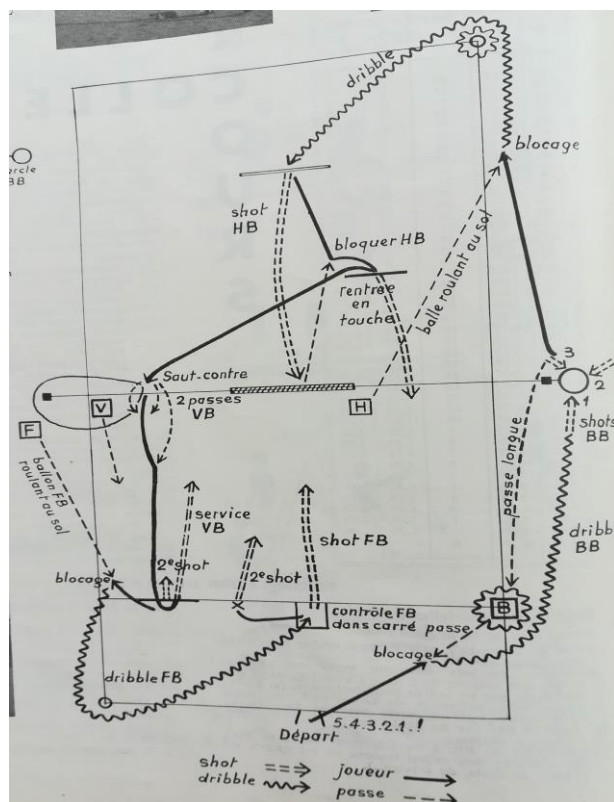 dribble
blocage
ercle
BB
shot
HB
bloquer HB
rentrée
en
touche
balle roulant au sol
Saut-contre
2 passes
VB
V
F
H
3
2
1
shots
BB
ballon FB
roulant au sol
passe longue
service
VB
dribble
BB
shot FB
2e shot
2e shot
blocage
contrôle FB
dans carré
passe
B
blocage
dribble FB
5.4.3.2.1.!
Départ
shot
joueur
dribble
passe